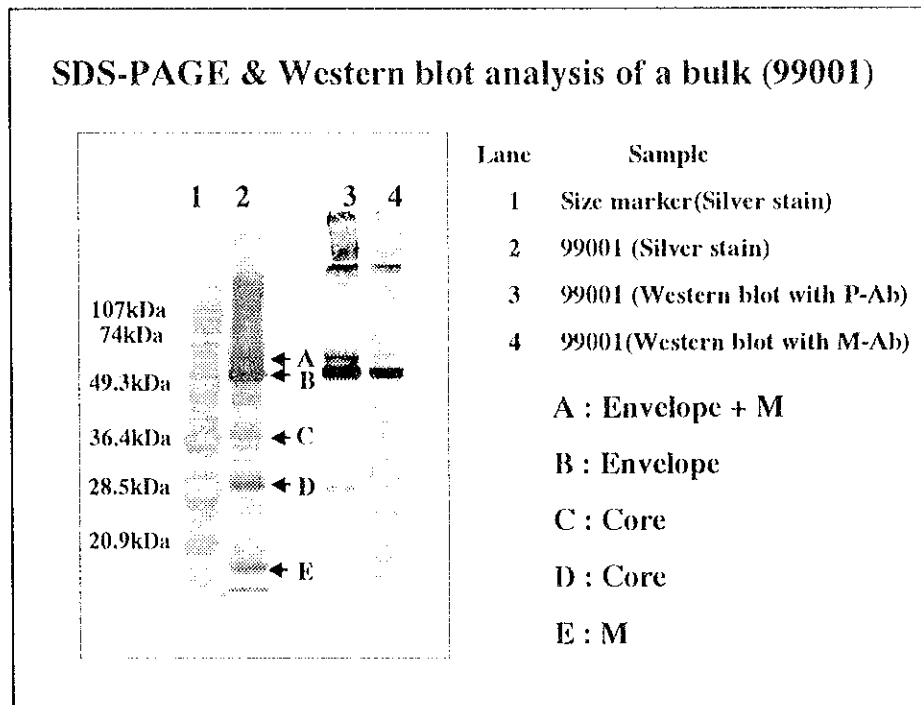 SDS-PAGE & Western blot analysis of a bulk (99001)
Lane Sample
1 Size marker(Silver stain)
2 99001 (Silver stain)
3 99001 (Western blot with P-Ab)
4 99001(Western blot with M-Ab)
1 2 3 4
107kDa
74kDa
A
B
49.3kDa
C
36.4kDa
28.5kDa
D
20.9kDa
E
A : Envelope + M
B : Envelope
C : Core
D : Core
E : M